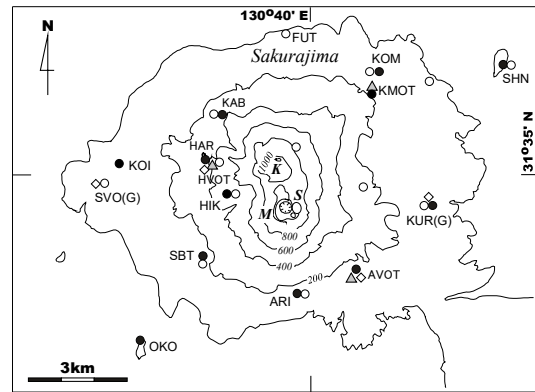 130°40' E
N
FUT
Sakurajima
KOM
SHN
KMOT
KAB
31°35' N
HAR
1000
K
KOI
HVOT
SVO(G)
HIK
S
M
KUR(G)
800
600
400
SBT
200
AVOT
ARI
OKO
3km